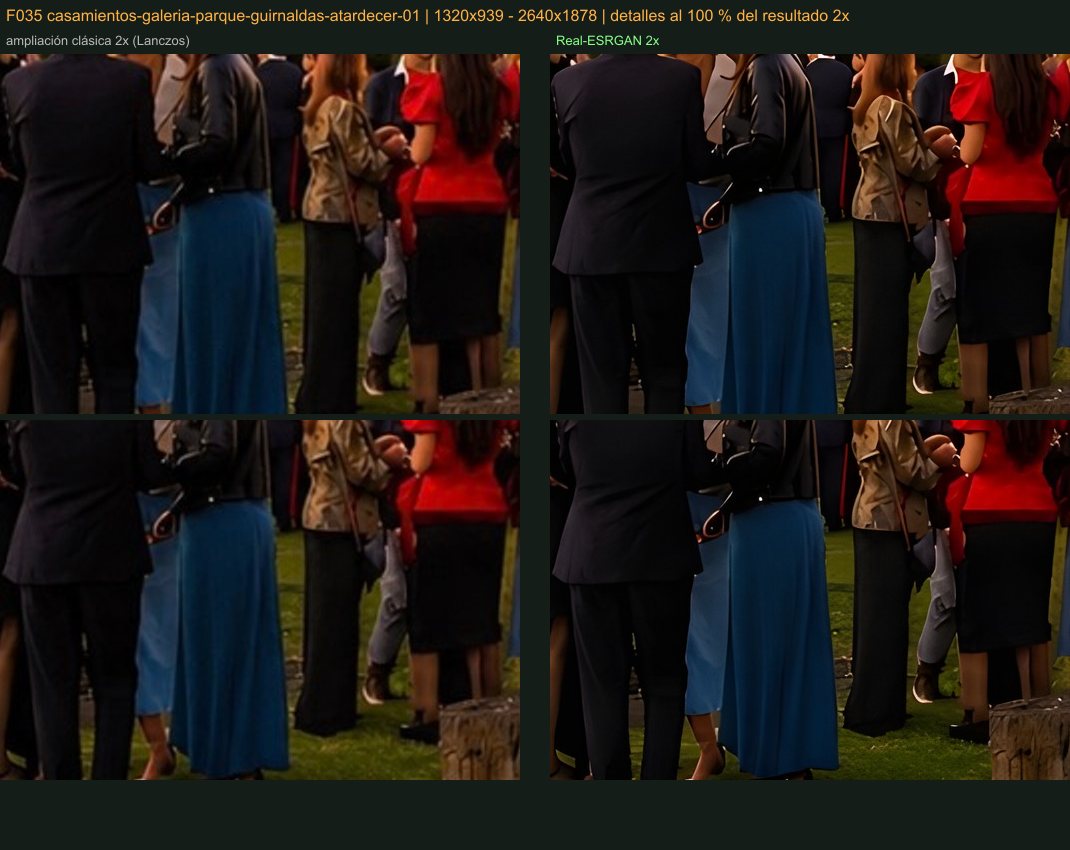 F035 casamientos-galeria-parque-guirnaldas-atardecer-01 | 1320x939 - 2640x1878 | detalles al 100 % del resultado 2x
ampliación clásica 2x (Lanczos)
Real-ESRGAN 2x